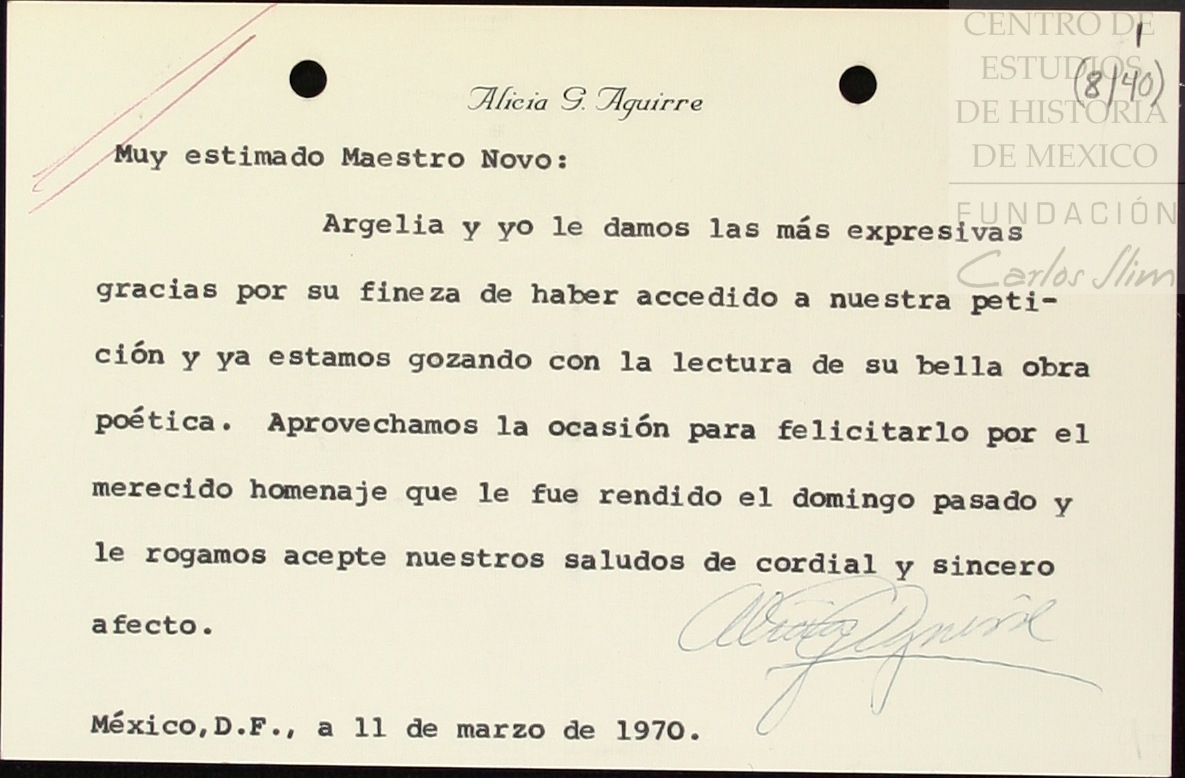 CENTRO DE
ESTUDIOS
DE HISTORIA
DE MEXICO
FUNDACIÓN
Carlos Slim
1
(8/40)
Alicia G. Aguirre
Muy estimado Maestro Novo:
Argelia y yo le damos las más expresivas
gracias por su fineza de haber accedido a nuestra peti-
ción y ya estamos gozando con la lectura de su bella obra
poética. Aprovechamos la ocasión para felicitarlo por el
merecido homenaje que le fue rendido el domingo pasado y
le rogamos acepte nuestros saludos de cordial y sincero
afecto.
Alicia G Aguirre
México,D.F., a 11 de marzo de 1970.